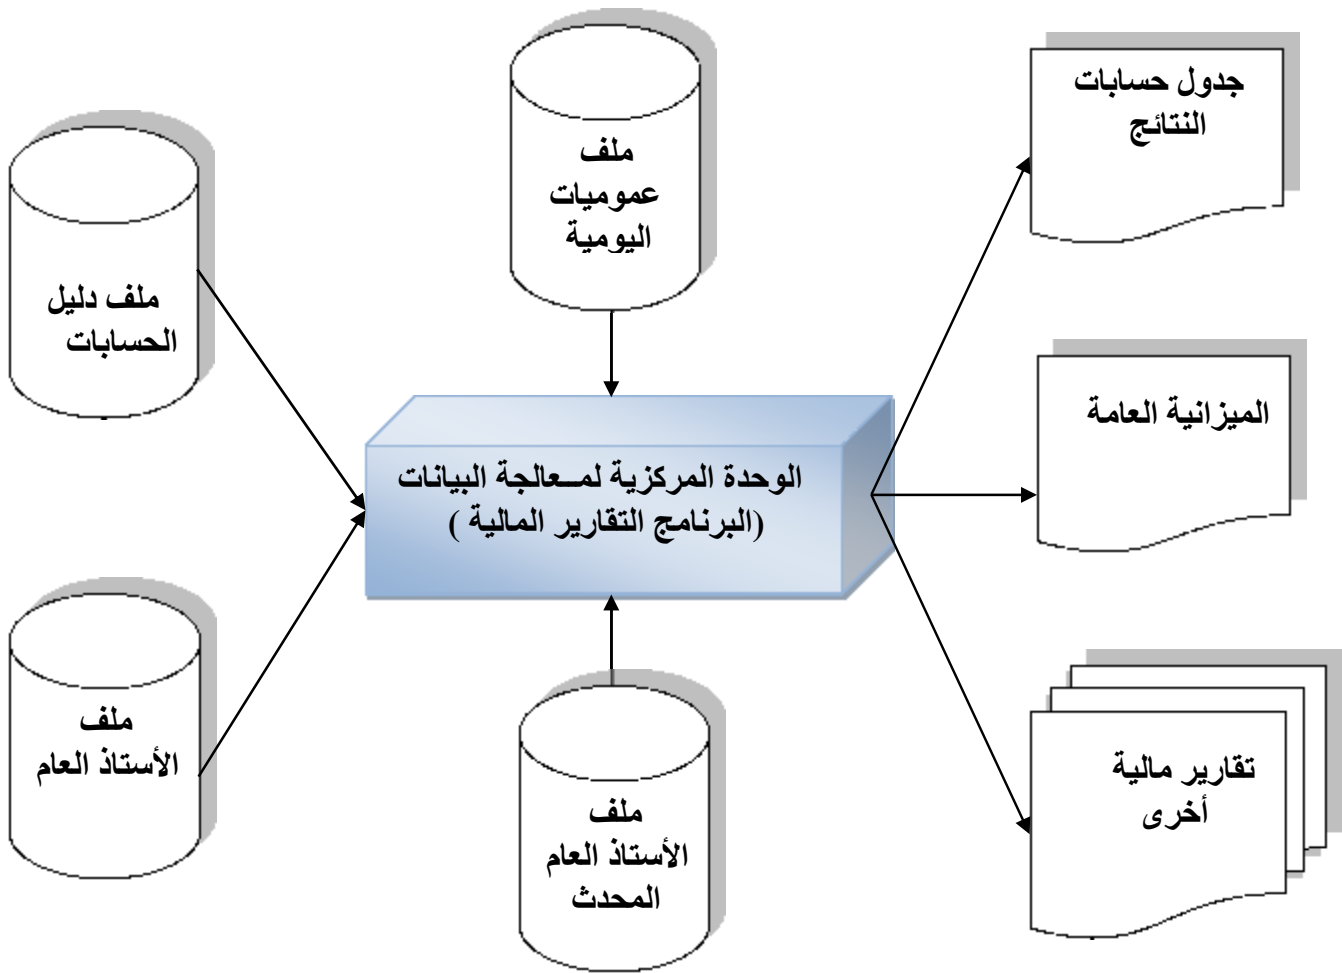 ملف
عموميات
اليومية
جدول حسابات
النتائج
ملف دليل
الحسابات
الميزانية العامة
الوحدة المركزية لمعالجة البيانات
(البرنامج التقارير المالية )
ملف
الأستاذ العام
ملف
الأستاذ العام
المحدث
تقارير مالية
أخرى